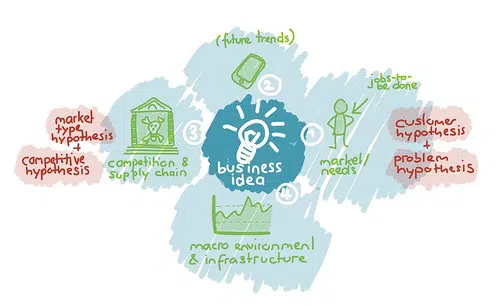 (future trends)
2
jobs-to-
be done
market
type
hypothesis
+
competitive
hypothesis
3
competition &
supply chain
business
idea
1
market/
needs
customer
hypothesis
+
problem
hypothesis
4
macro environment
& infrastructure